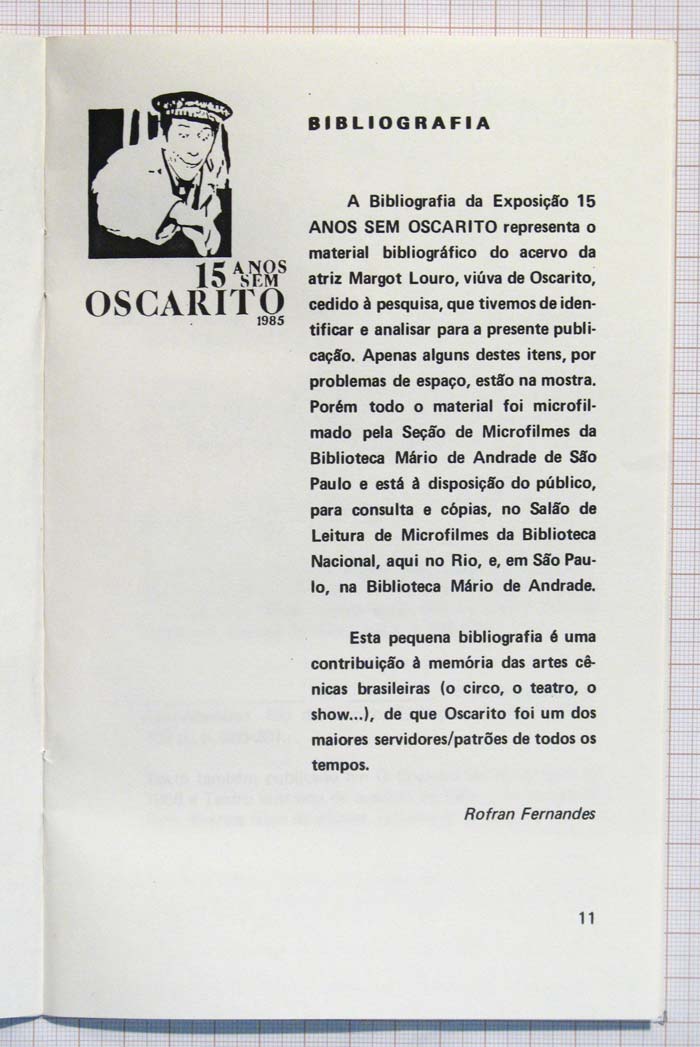 15 ANOS
SEM
OSCARITO
1985
BIBLIOGRAFIA
A Bibliografia da Exposição 15
ANOS SEM OSCARITO representa o
material bibliográfico do acervo da
atriz Margot Louro, viúva de Oscarito,
cedido à pesquisa, que tivemos de iden-
tificar e analisar para a presente publi-
cação. Apenas alguns destes itens, por
problemas de espaço, estão na mostra.
Porém todo o material foi microfil-
mado pela Seção de Microfilmes da
Biblioteca Mário de Andrade de São
Paulo e está à disposição do público,
para consulta e cópias, no Salão de
Leitura de Microfilmes da Biblioteca
Nacional, aqui no Rio, e, em São Pau-
lo, na Biblioteca Mário de Andrade.
Esta pequena bibliografia é uma
contribuição à memória das artes cê-
nicas brasileiras (o circo, o teatro, o
show...), de que Oscarito foi um dos
maiores servidores/patrões de todos os
tempos.
Rofran Fernandes
11